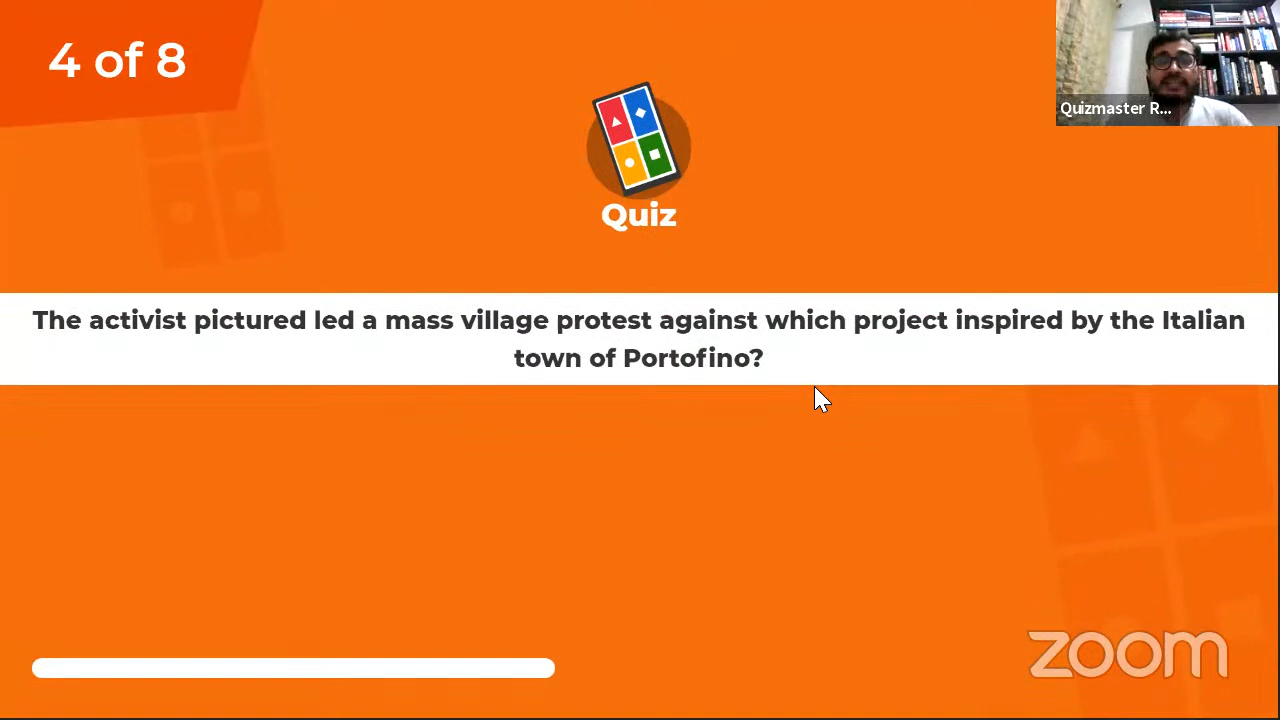 4 of 8
Quizmaster R...
Quiz
The activist pictured led a mass village protest against which project inspired by the Italian
town of Portofino?
zoom